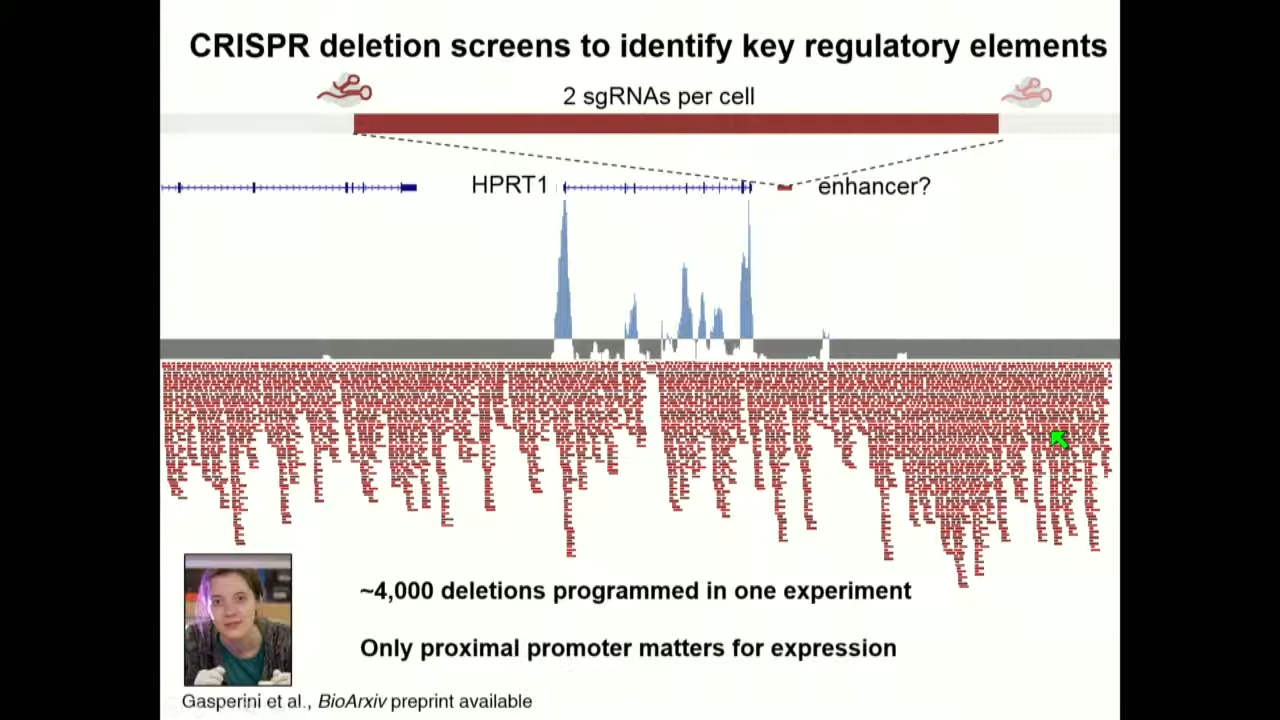 CRISPR deletion screens to identify key regulatory elements
2 sgRNAs per cell
HPRT1
enhancer?
~4,000 deletions programmed in one experiment
Only proximal promoter matters for expression
Gasperini et al., BioArxiv preprint available